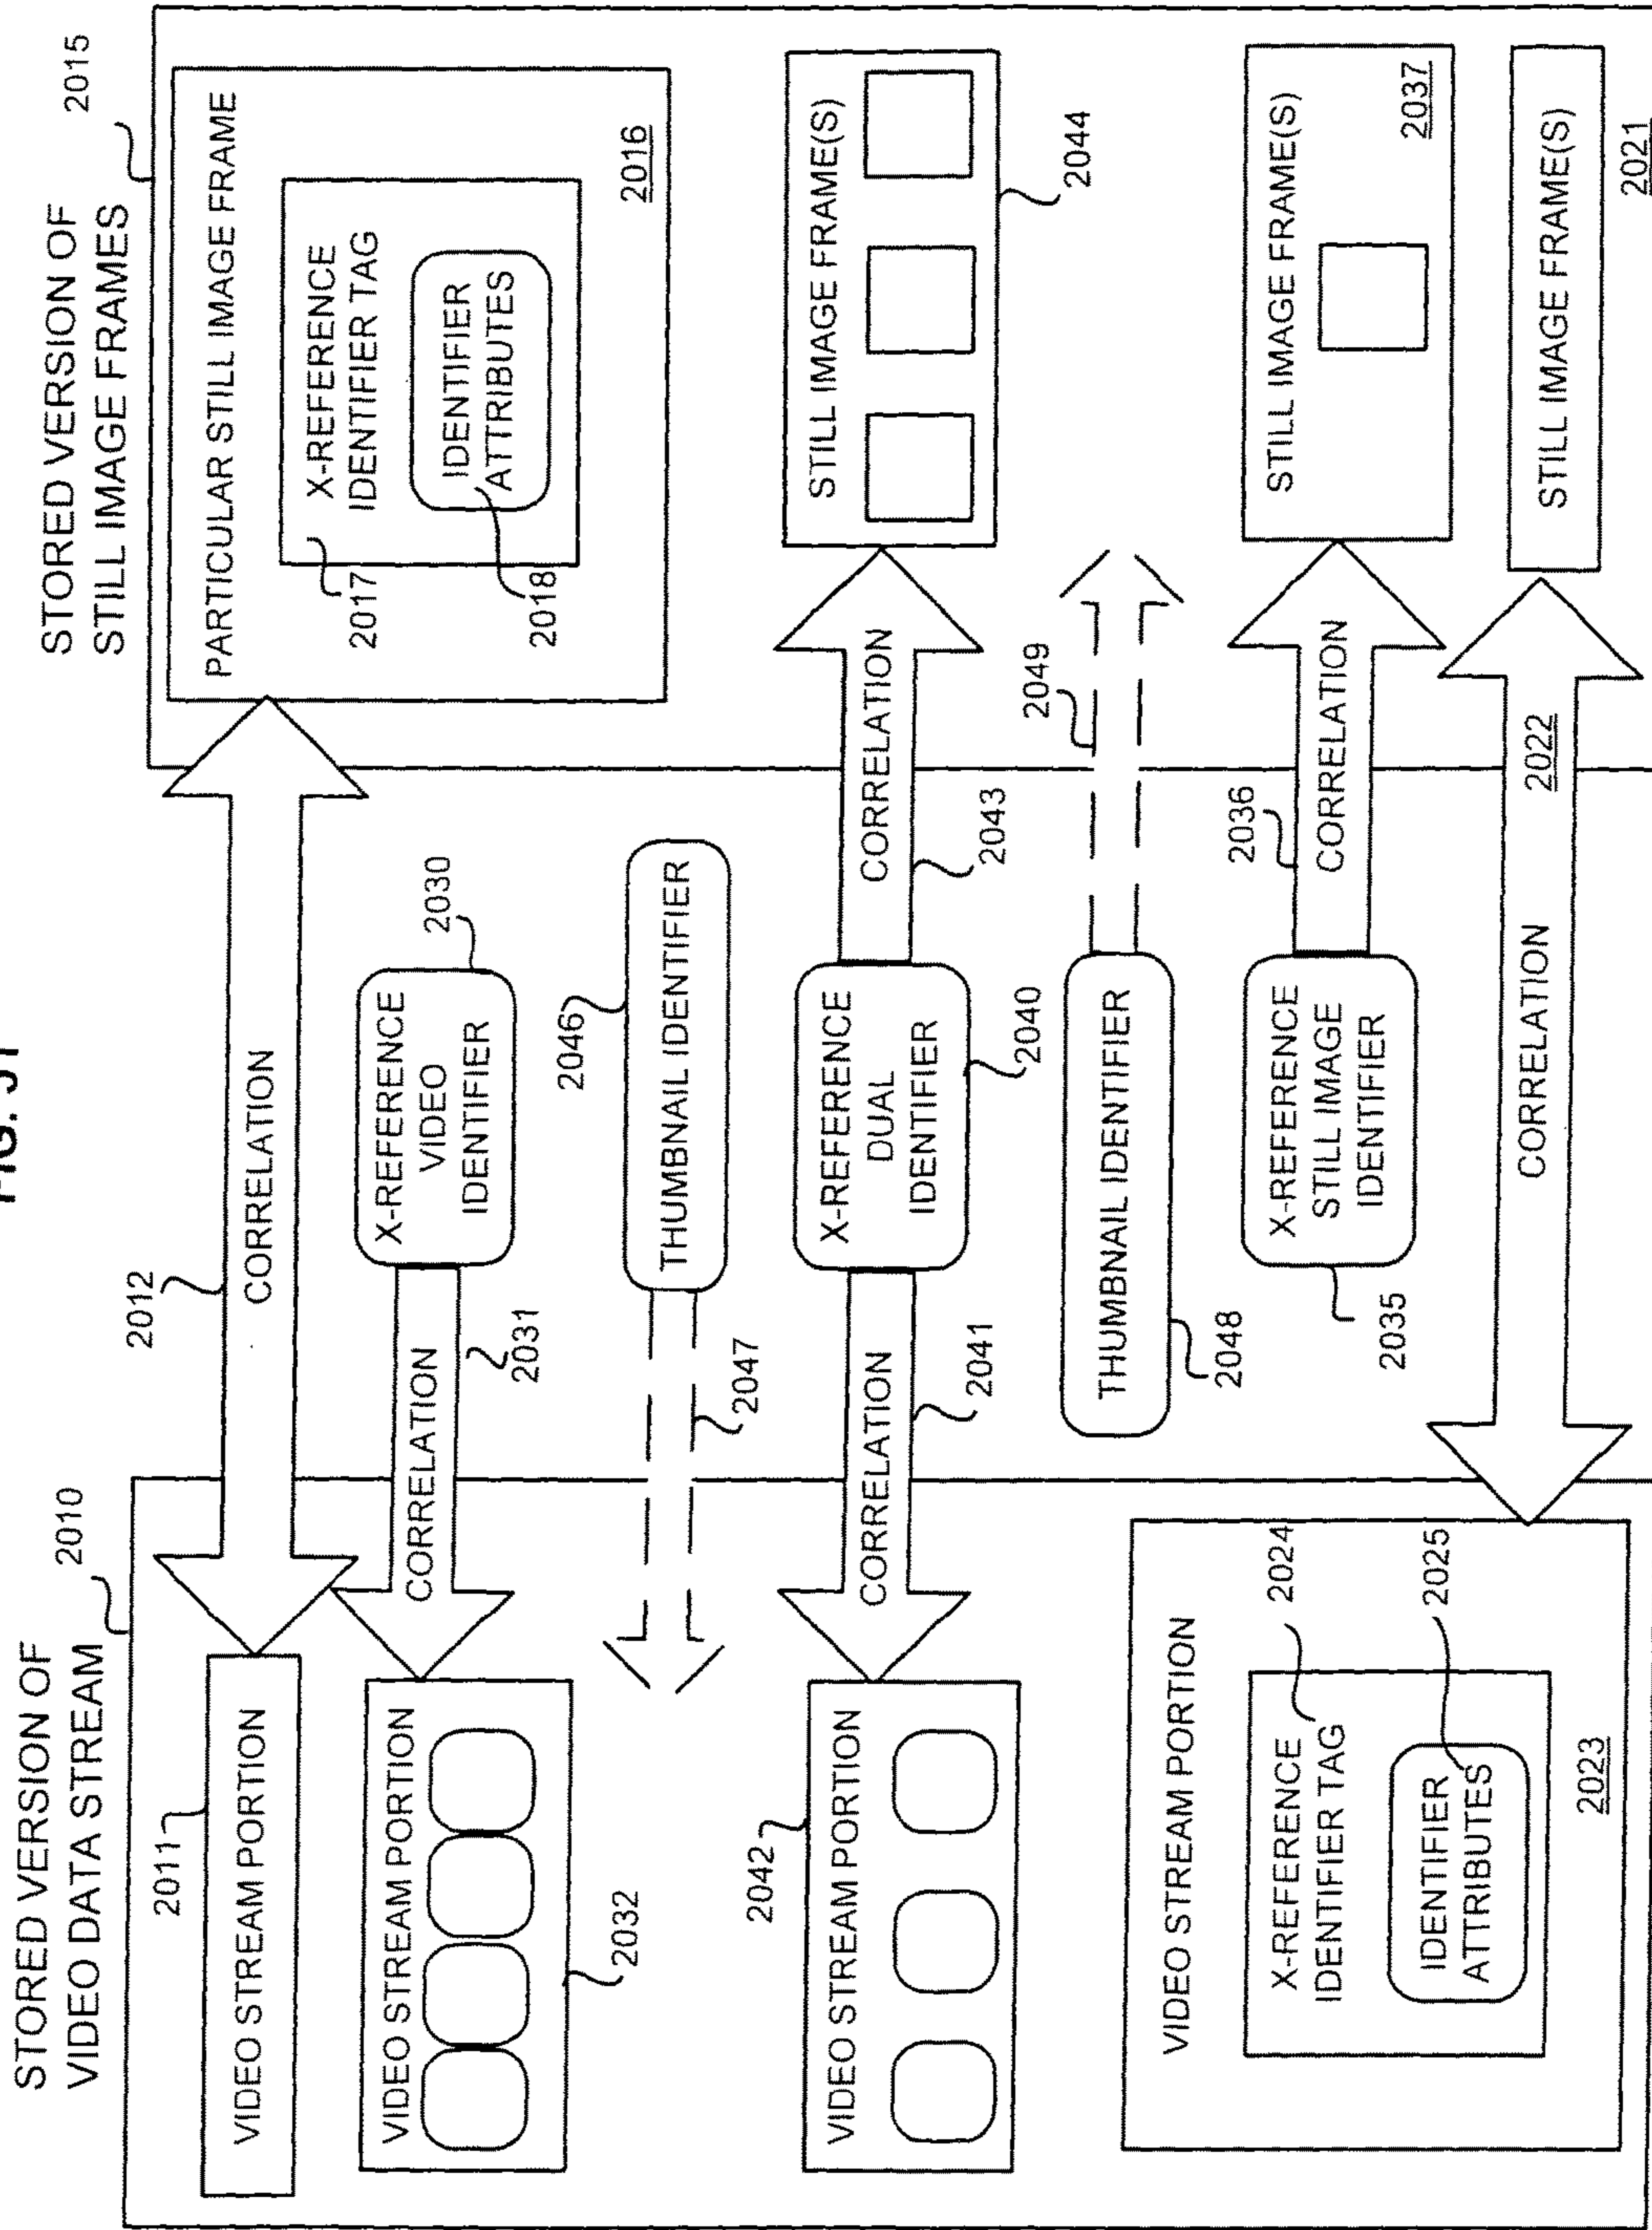 FIG.
STORED VERSION OF
VIDEO DATA STREAM
2010
STORED VERSION OF
STILL IMAGE FRAMES
2015
2011
VIDEO STREAM PORTION
2012
CORRELATION
PARTICULAR STILL IMAGE FRAME
X-REFERENCE
IDENTIFIER TAG
2017
IDENTIFIER
ATTRIBUTES
2018
2016
VIDEO STREAM PORTION
2032
CORRELATION
2031
X-REFERENCE
VIDEO
IDENTIFIER
2030
2047
2046
THUMBNAIL IDENTIFIER
2042
VIDEO STREAM PORTION
CORRELATION
2041
X-REFERENCE
DUAL
IDENTIFIER
2040
CORRELATION
2043
STILL IMAGE FRAME(S)
2044
THUMBNAIL IDENTIFIER
2048
2049
VIDEO STREAM PORTION
X-REFERENCE
IDENTIFIER TAG
2024
IDENTIFIER
ATTRIBUTES
2025
2023
X-REFERENCE
STILL IMAGE
IDENTIFIER
2035
2036
CORRELATION
STILL IMAGE FRAME(S)
2037
CORRELATION
2022
STILL IMAGE FRAME(S)
2021